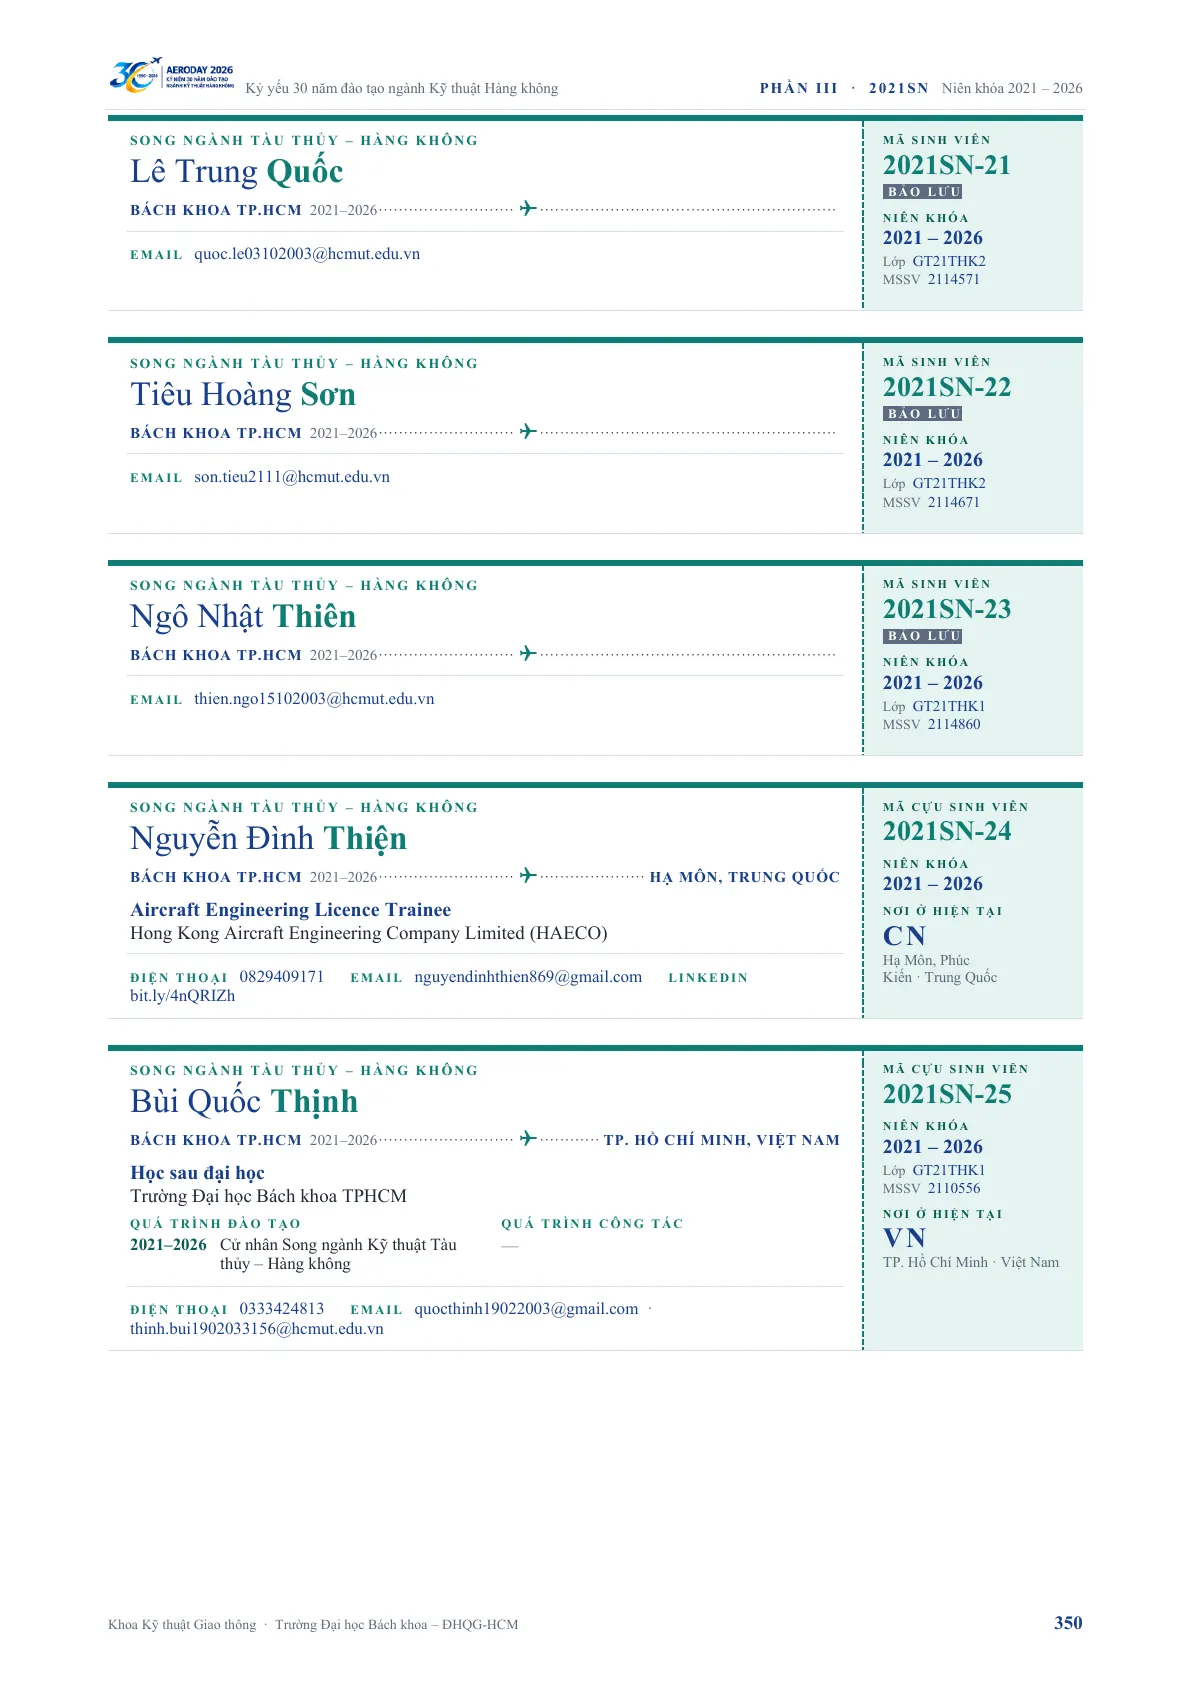 AERODAY 2026
KỶ NIỆM 30 NĂM ĐÀO TẠO
NGÀNH KỸ THUẬT HÀNG KHÔNG
Kỷ yếu 30 năm đào tạo ngành Kỹ thuật Hàng không
PHẦN III · 2021SN Niên khóa 2021 – 2026
SONG NGÀNH TÀU THỦY – HÀNG KHÔNG
Lê Trung Quốc
BÁCH KHOA TP.HCM 2021–2026
EMAIL quoc.le03102003@hcmut.edu.vn
MÃ SINH VIÊN
2021SN-21
BẢO LƯU
NIÊN KHÓA
2021 – 2026
Lớp GT21THK2
MSSV 2114571
SONG NGÀNH TÀU THỦY – HÀNG KHÔNG
Tiêu Hoàng Sơn
BÁCH KHOA TP.HCM 2021–2026
EMAIL son.tieu2111@hcmut.edu.vn
MÃ SINH VIÊN
2021SN-22
BẢO LƯU
NIÊN KHÓA
2021 – 2026
Lớp GT21THK2
MSSV 2114671
SONG NGÀNH TÀU THỦY – HÀNG KHÔNG
Ngô Nhật Thiên
BÁCH KHOA TP.HCM 2021–2026
EMAIL thien.ngo15102003@hcmut.edu.vn
MÃ SINH VIÊN
2021SN-23
BẢO LƯU
NIÊN KHÓA
2021 – 2026
Lớp GT21THK1
MSSV 2114860
SONG NGÀNH TÀU THỦY – HÀNG KHÔNG
Nguyễn Đình Thiện
BÁCH KHOA TP.HCM 2021–2026 HẠ MÔN, TRUNG QUỐC
Aircraft Engineering Licence Trainee
Hong Kong Aircraft Engineering Company Limited (HAECO)
ĐIỆN THOẠI 0829409171 EMAIL nguyendinhthien869@gmail.com LINKEDIN
bit.ly/4nQRIZh
MÃ CỰU SINH VIÊN
2021SN-24
NIÊN KHÓA
2021 – 2026
NƠI Ở HIỆN TẠI
CN
Hạ Môn, Phúc
Kiến · Trung Quốc
SONG NGÀNH TÀU THỦY – HÀNG KHÔNG
Bùi Quốc Thịnh
BÁCH KHOA TP.HCM 2021–2026 TP. HỒ CHÍ MINH, VIỆT NAM
Học sau đại học
Trường Đại học Bách khoa TPHCM
QUÁ TRÌNH ĐÀO TẠO
2021–2026 Cử nhân Song ngành Kỹ thuật Tàu
thủy – Hàng không
QUÁ TRÌNH CÔNG TÁC
—
ĐIỆN THOẠI 0333424813 EMAIL quocthinh19022003@gmail.com ·
thinh.bui1902033156@hcmut.edu.vn
MÃ CỰU SINH VIÊN
2021SN-25
NIÊN KHÓA
2021 – 2026
Lớp GT21THK1
MSSV 2110556
NƠI Ở HIỆN TẠI
VN
TP. Hồ Chí Minh · Việt Nam
Khoa Kỹ thuật Giao thông · Trường Đại học Bách khoa – ĐHQG-HCM
350